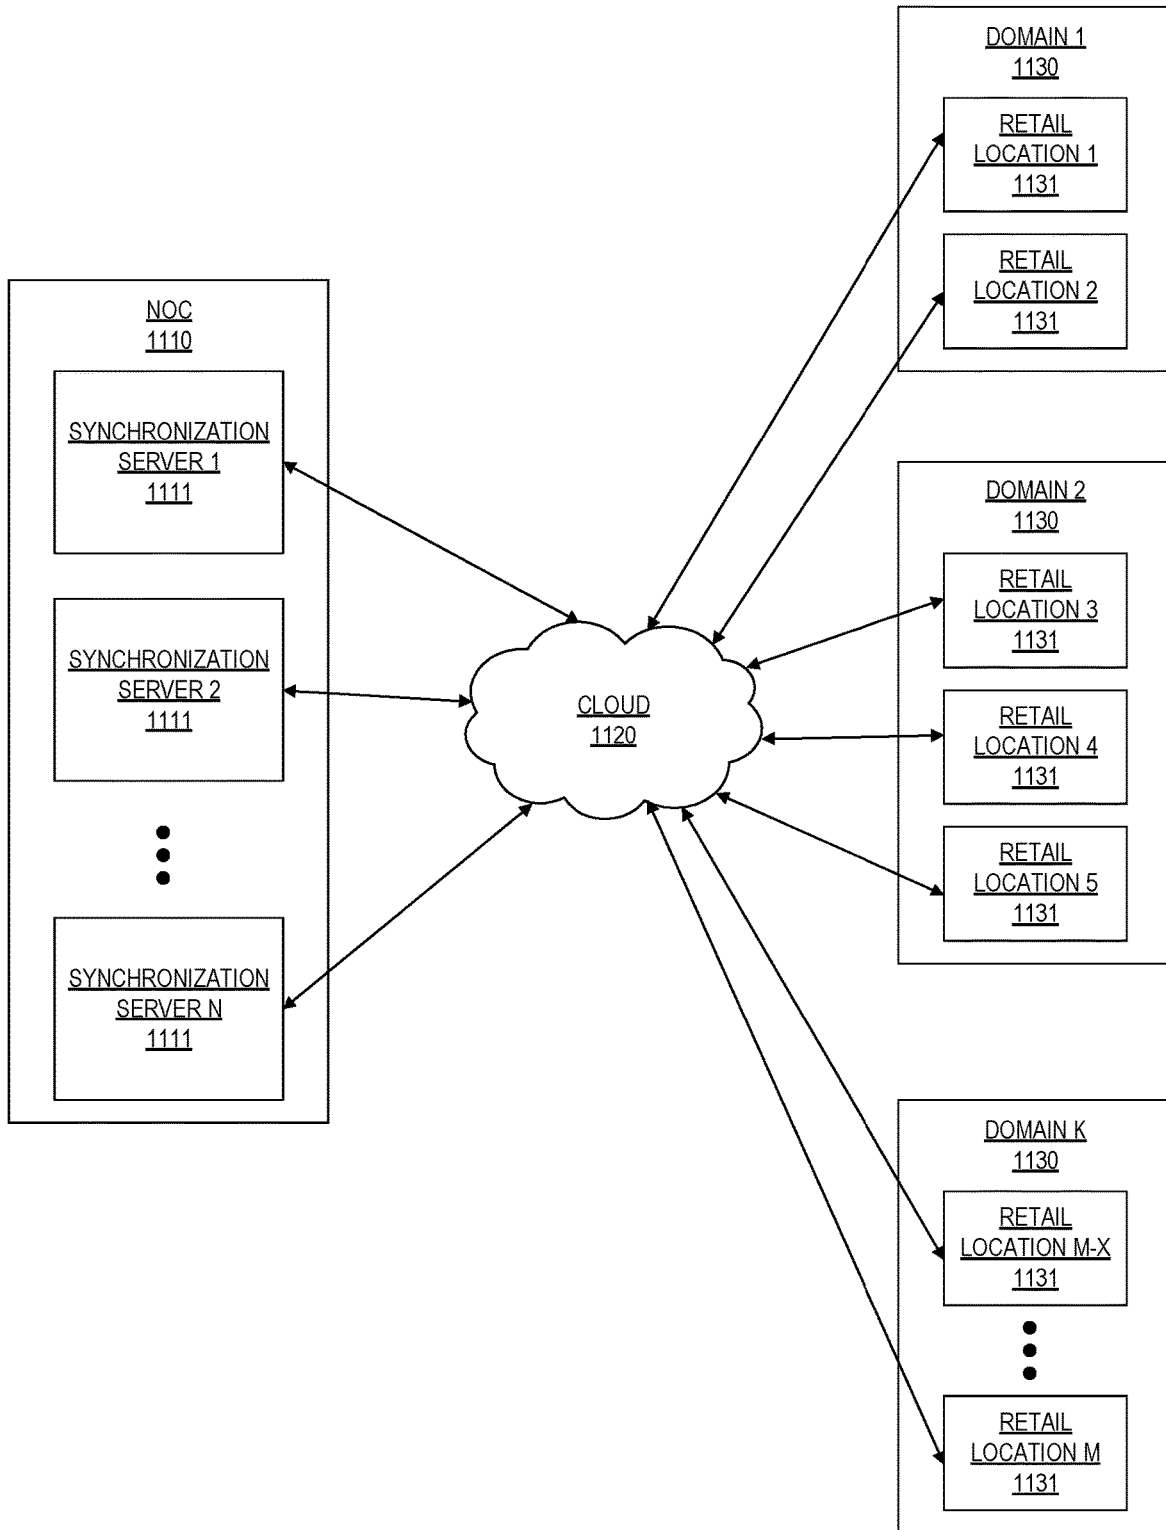 NOC
1110
SYNCHRONIZATION
SERVER 1
1111
SYNCHRONIZATION
SERVER 2
1111
SYNCHRONIZATION
SERVER N
1111
CLOUD
1120
DOMAIN 1
1130
RETAIL
LOCATION 1
1131
RETAIL
LOCATION 2
1131
DOMAIN 2
1130
RETAIL
LOCATION 3
1131
RETAIL
LOCATION 4
1131
RETAIL
LOCATION 5
1131
DOMAIN K
1130
RETAIL
LOCATION M-X
1131
RETAIL
LOCATION M
1131